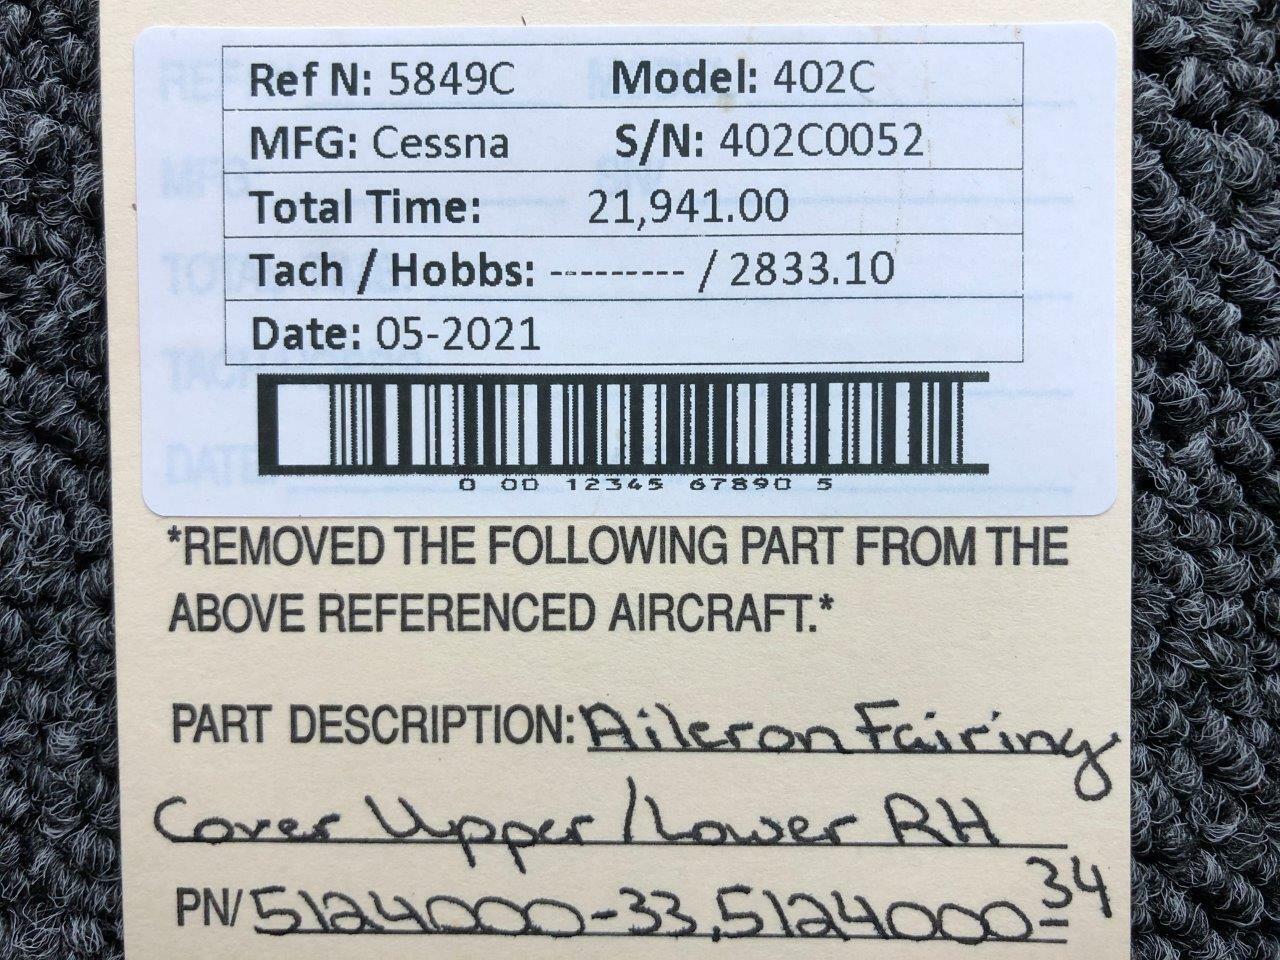 Ref N: 5849C Model: 402C
MFG: Cessna S/N: 402C0052
Total Time: 21,941.00
Tach / Hobbs: --------- / 2833.10
Date: 05-2021
0 00 12345 67890 5
*REMOVED THE FOLLOWING PART FROM THE
ABOVE REFERENCED AIRCRAFT.*
PART DESCRIPTION: Aileron Fairing
Cover Upper/Lower RH
PN/ 5124000-33, 5124000-34